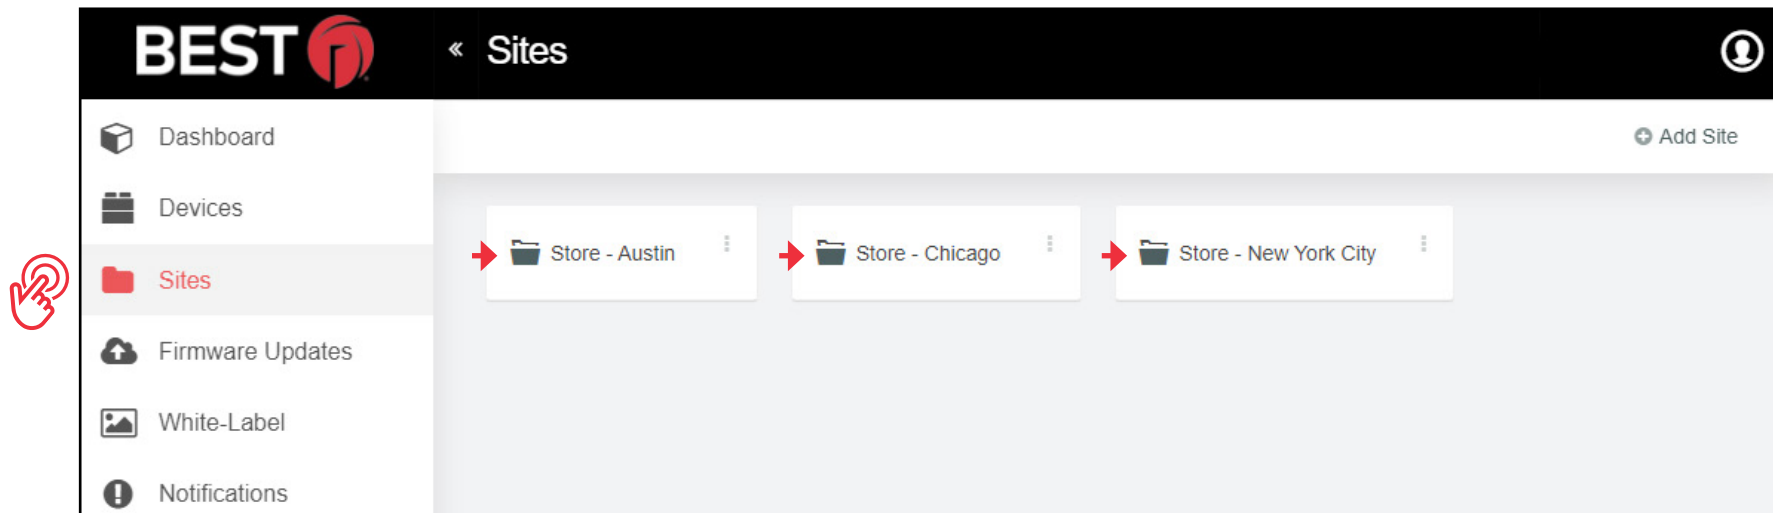 BEST
« Sites
Dashboard
Add Site
Devices
Store - Austin
Store - Chicago
Store - New York City
Sites
Firmware Updates
White-Label
Notifications